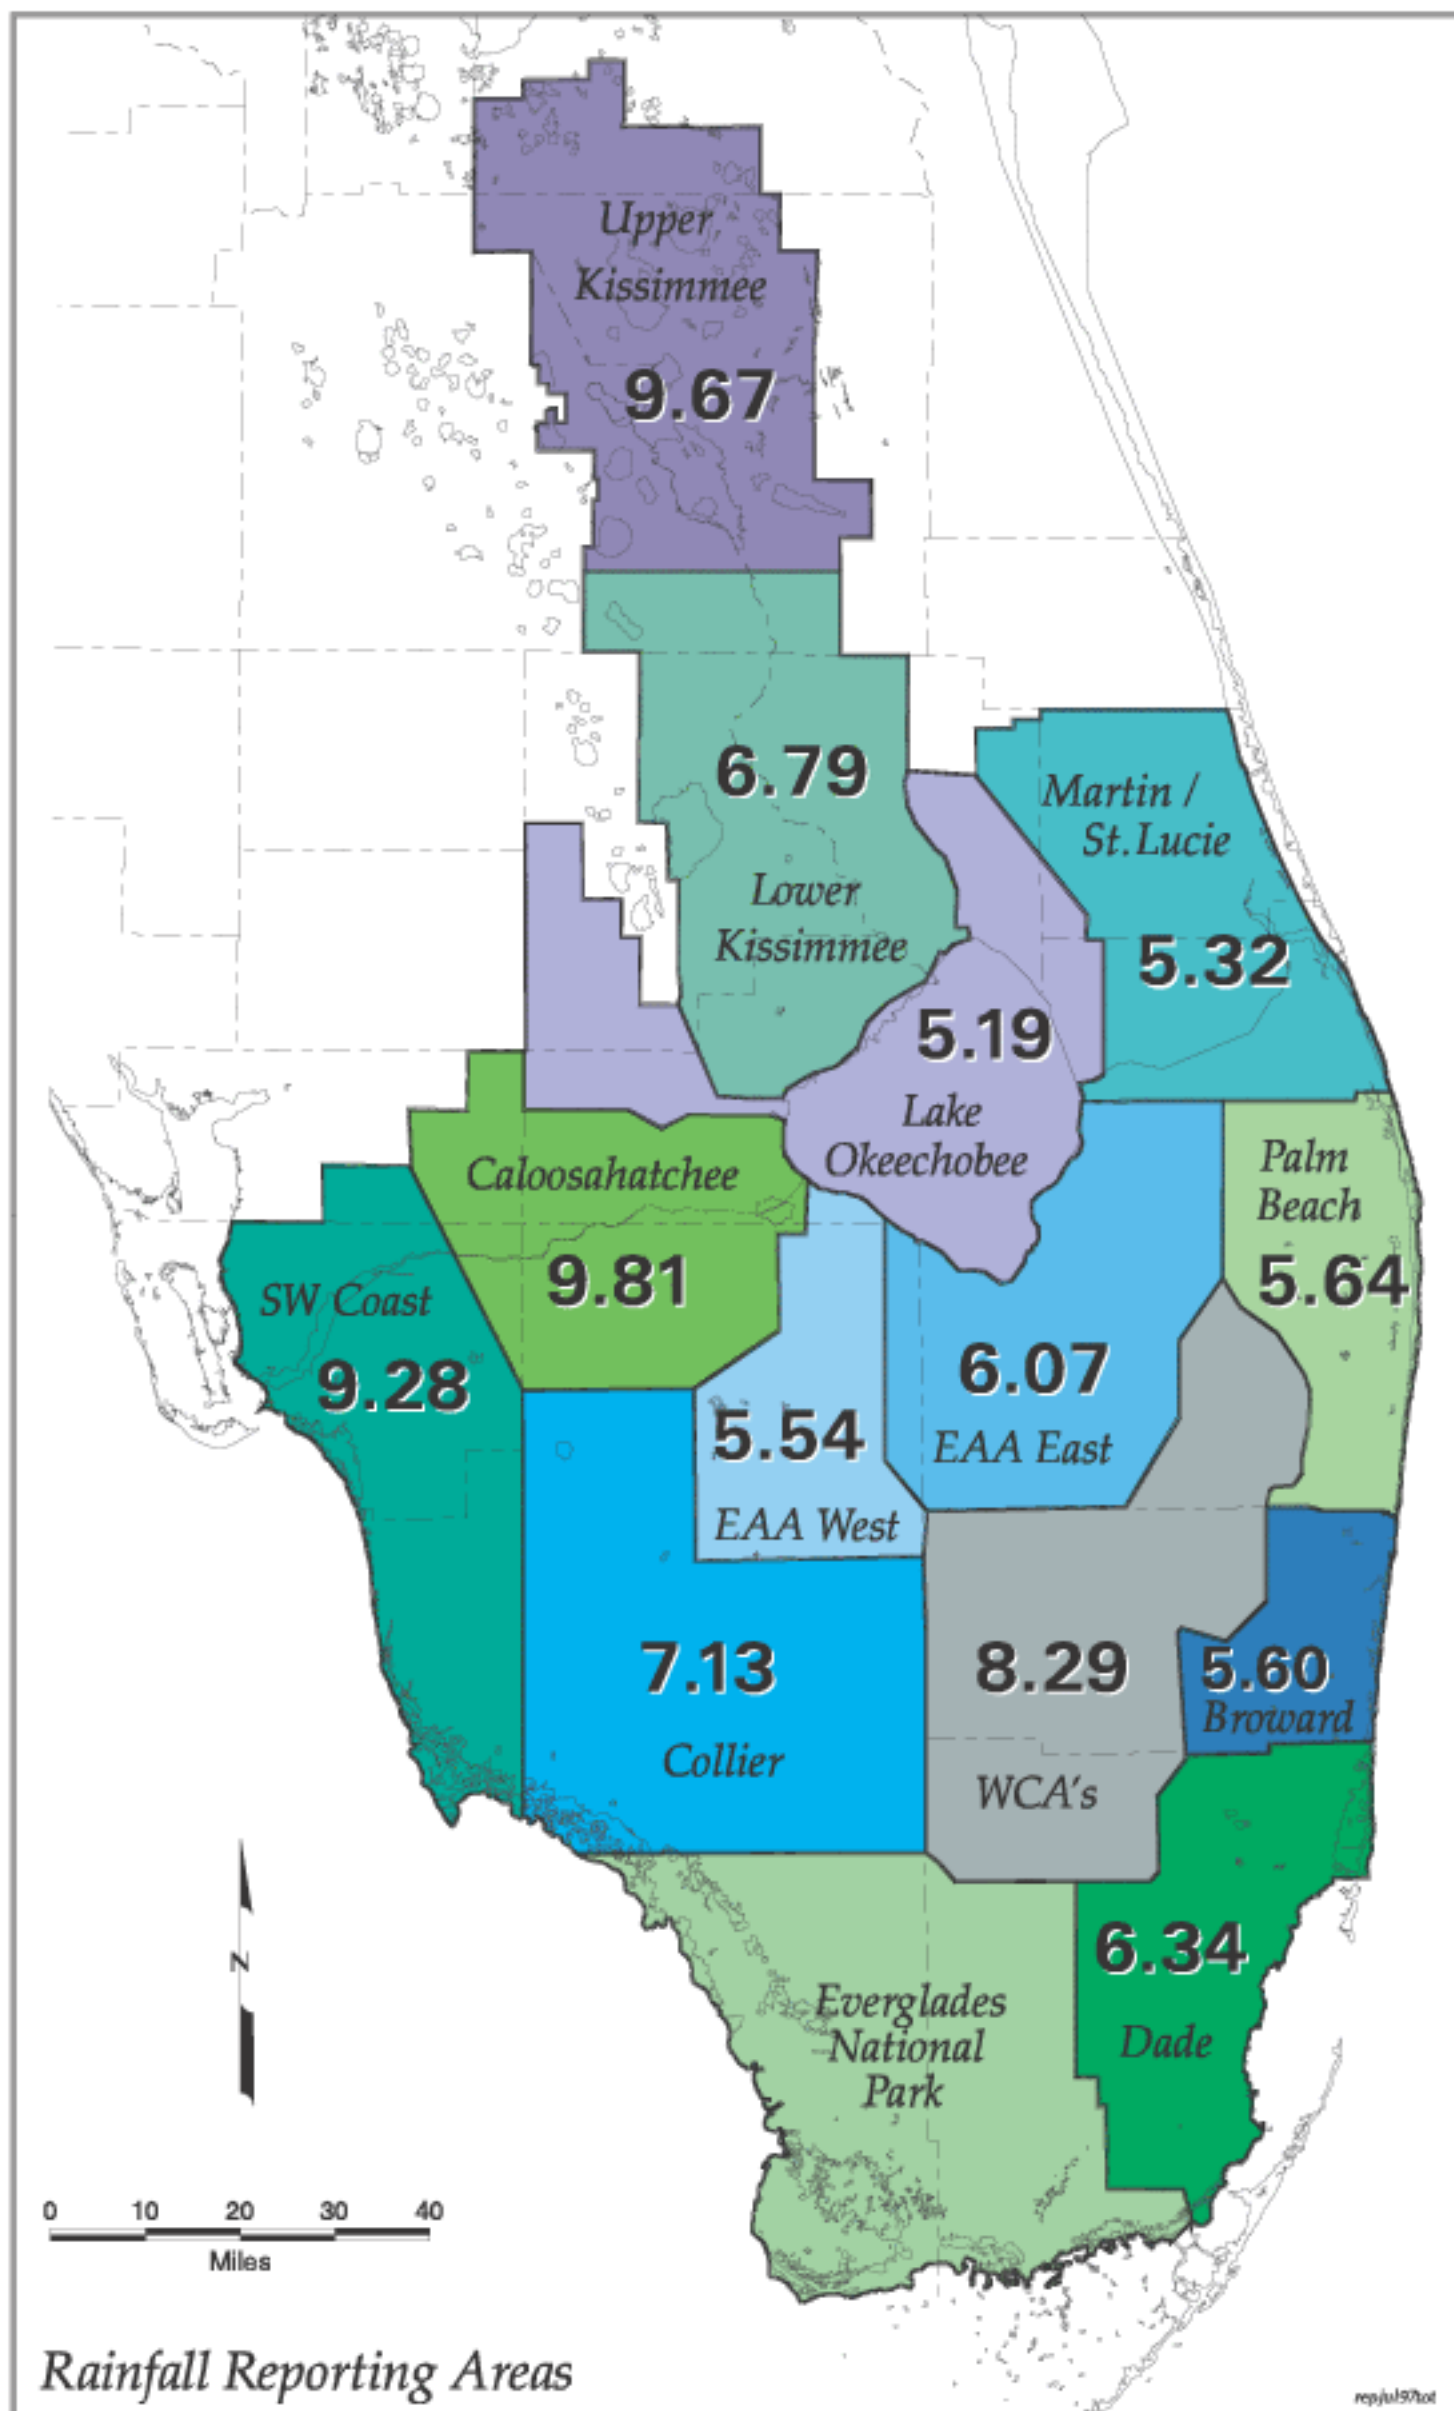 Upper
Kissimmee
9.67
6.79
Lower
Kissimmee
Martin /
St. Lucie
5.32
5.19
Lake
Okeechobee
Caloosahatchee
9.81
Palm
Beach
5.64
SW Coast
9.28
6.07
EAA East
5.54
EAA West
7.13
Collier
8.29
WCA's
5.60
Broward
6.34
Dade
Everglades
National
Park
N
0 10 20 30 40
Miles
Rainfall Reporting Areas
repjul97tot